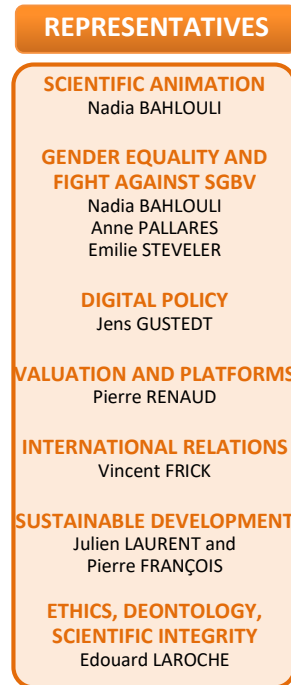 REPRESENTATIVES
SCIENTIFIC ANIMATION
Nadia BAHLOULI
GENDER EQUALITY AND
FIGHT AGAINST SGBV
Nadia BAHLOULI
Anne PALLARES
Emilie STEVELER
DIGITAL POLICY
Jens GUSTEDT
VALUATION AND PLATFORMS
Pierre RENAUD
INTERNATIONAL RELATIONS
Vincent FRICK
SUSTAINABLE DEVELOPMENT
Julien LAURENT and
Pierre FRANÇOIS
ETHICS, DEONTOLOGY,
SCIENTIFIC INTEGRITY
Edouard LAROCHE